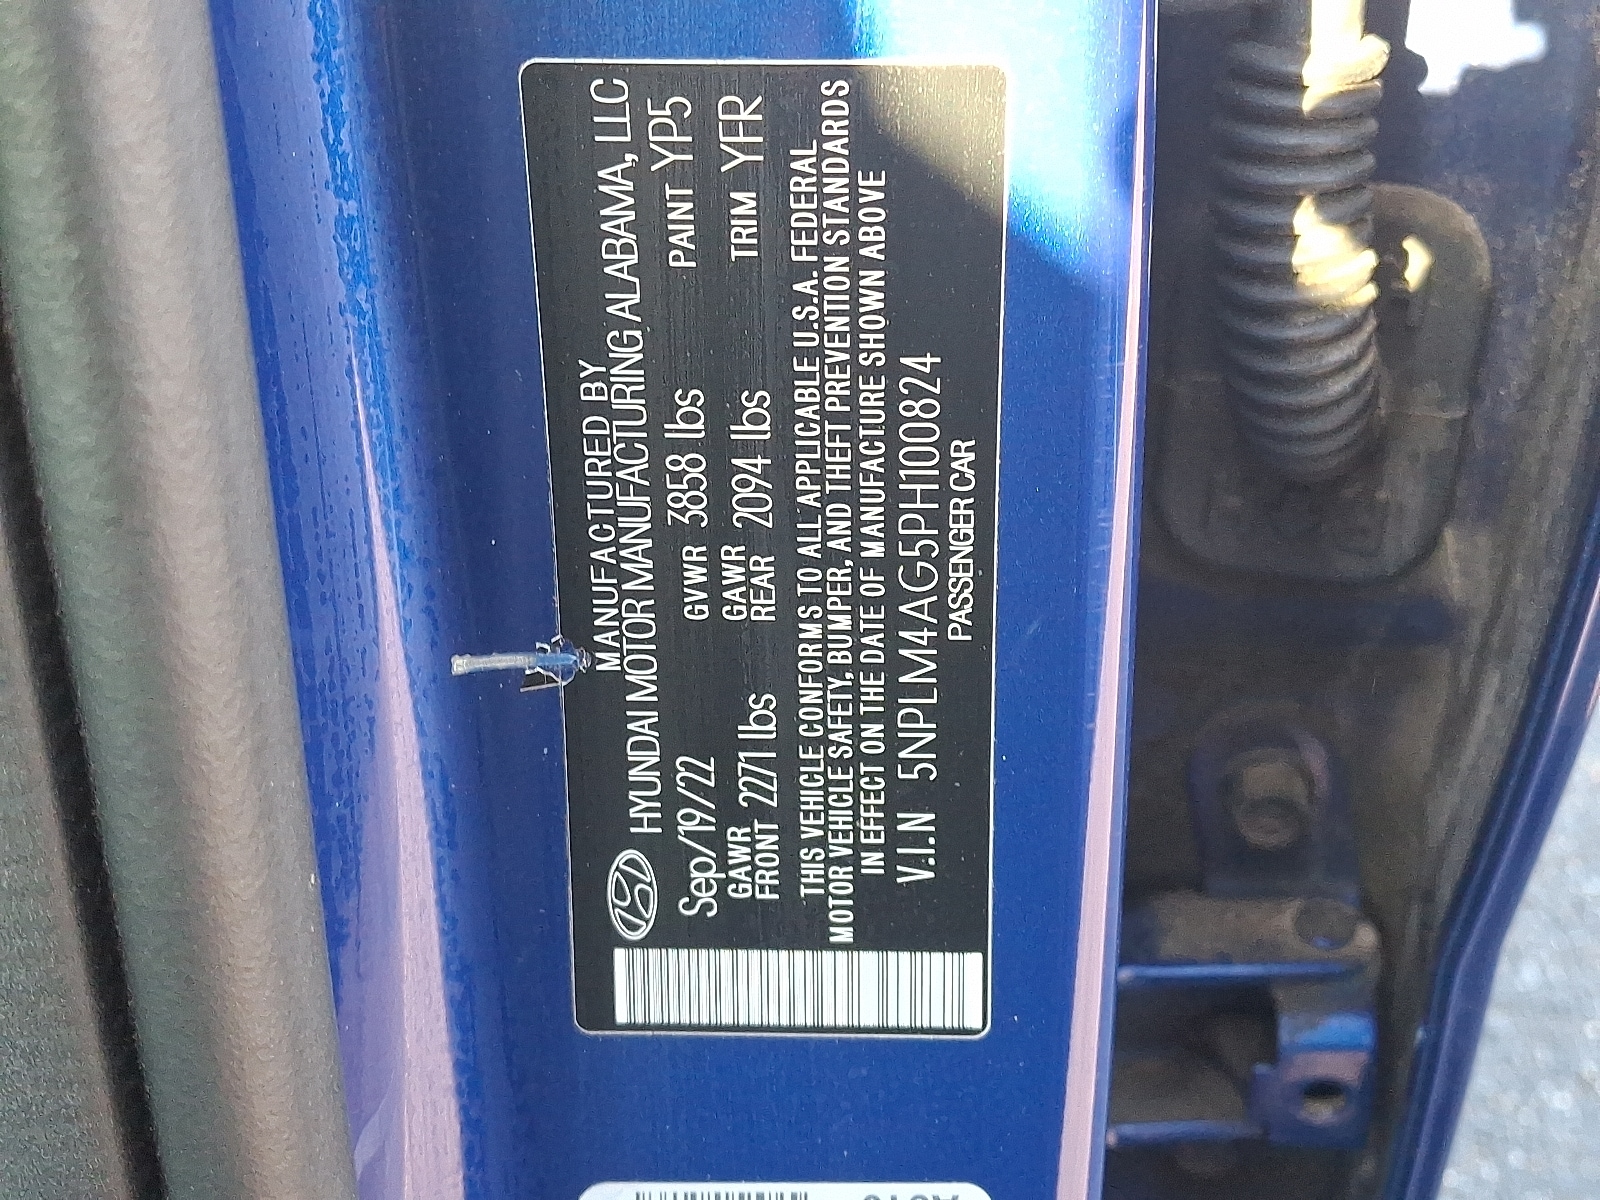 MANUFACTURED BY
HYUNDAI MOTOR MANUFACTURING ALABAMA, LLC
Sep/19/22 GVWR 3858 lbs PAINT YP5
GAWR FRONT 2271 lbs GAWR REAR 2094 lbs TRIM YFR
THIS VEHICLE CONFORMS TO ALL APPLICABLE U.S.A. FEDERAL
MOTOR VEHICLE SAFETY, BUMPER, AND THEFT PREVENTION STANDARDS
IN EFFECT ON THE DATE OF MANUFACTURE SHOWN ABOVE
V.I.N 5NPLM4AG5PH100824
PASSENGER CAR